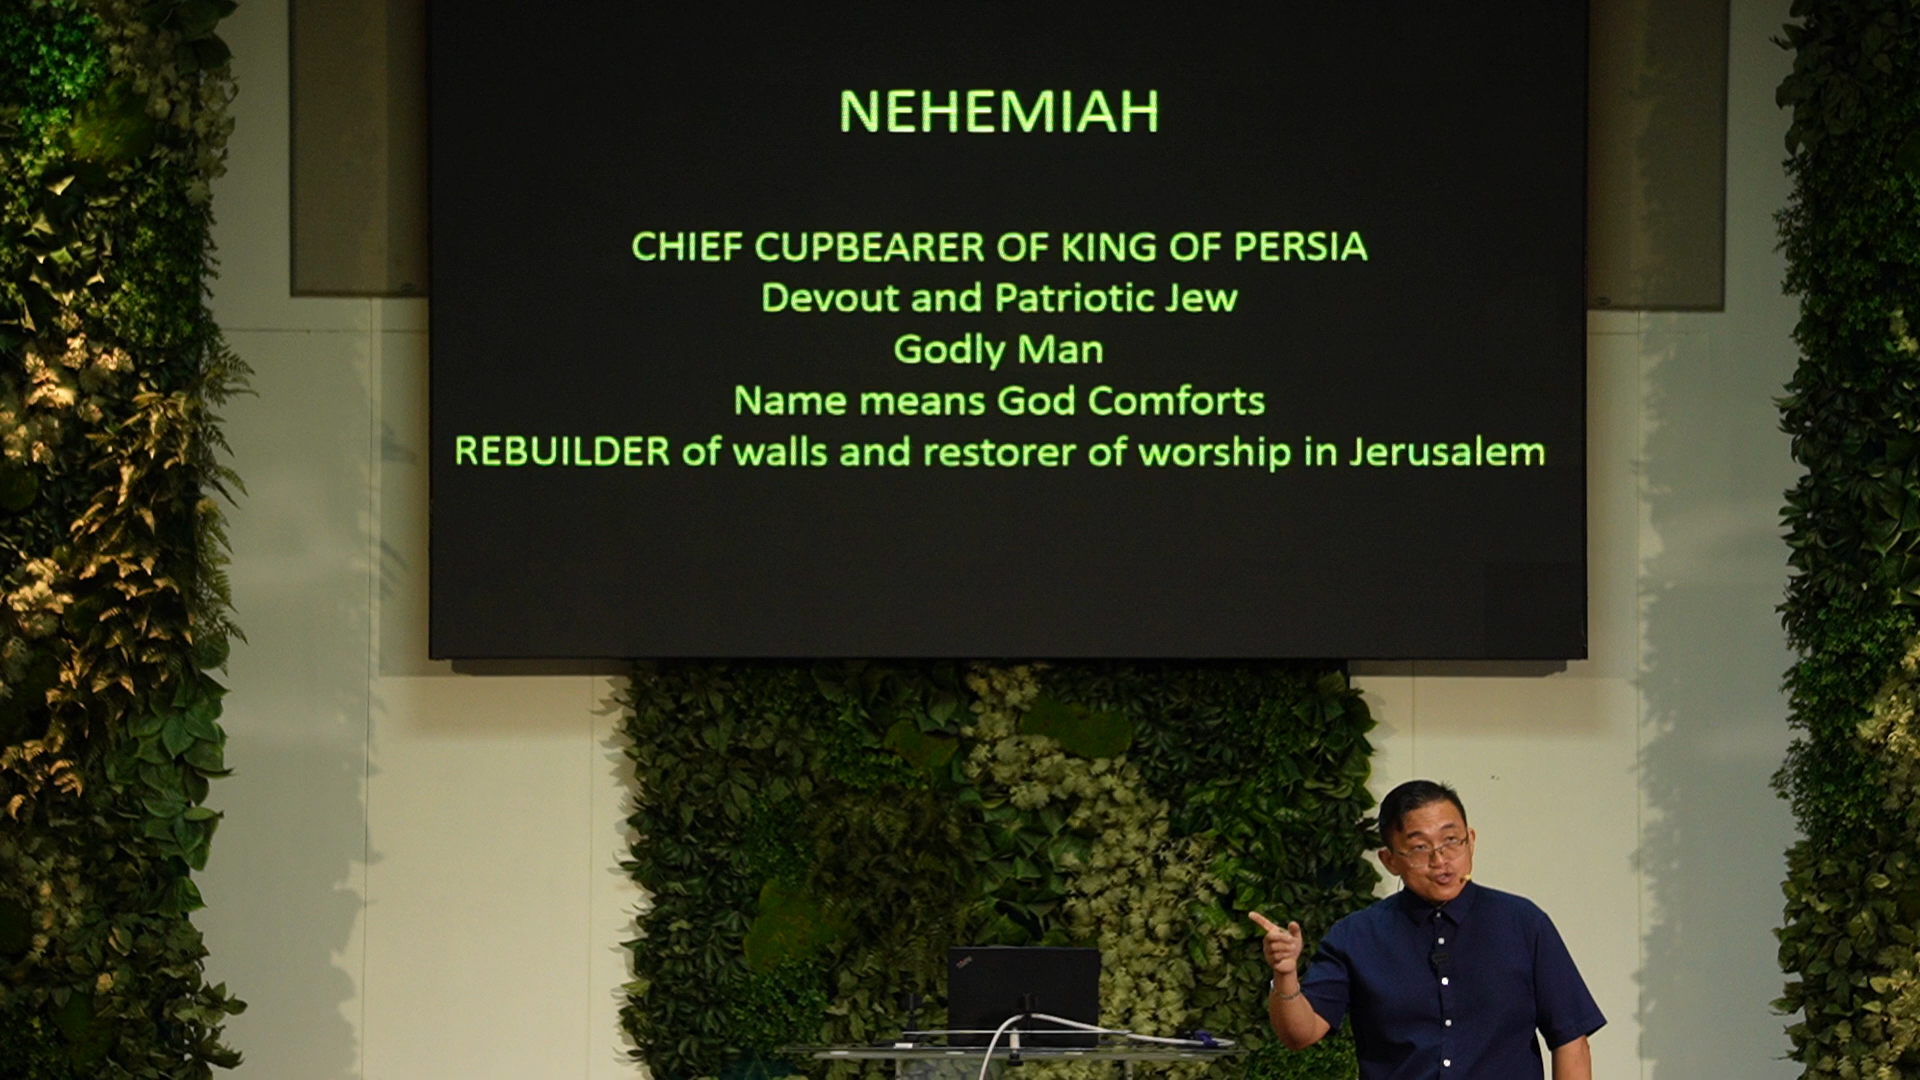 NEHEMIAH
CHIEF CUPBEARER OF KING OF PERSIA
Devout and Patriotic Jew
Godly Man
Name means God Comforts
REBUILDER of walls and restorer of worship in Jerusalem